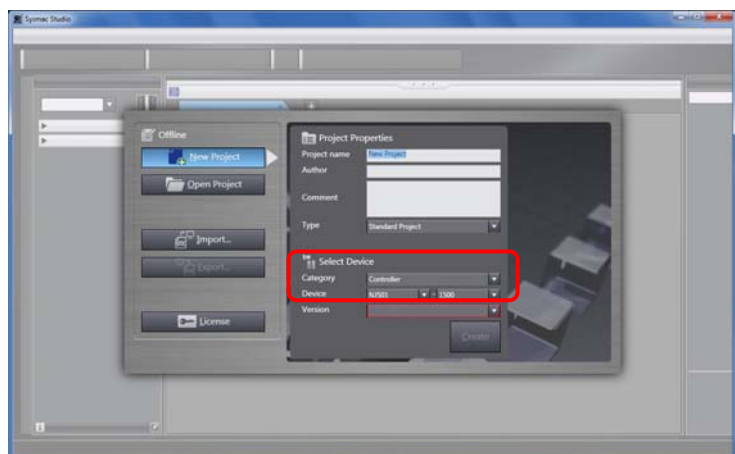 Sysmac Studio
Offline
New Project
Open Project
Import...
Export...
License
Project Properties
Project name New Project
Author
Comment
Type Standard Project
Select Device
Category Controller
Device NJ501 - 1500
Version
Create